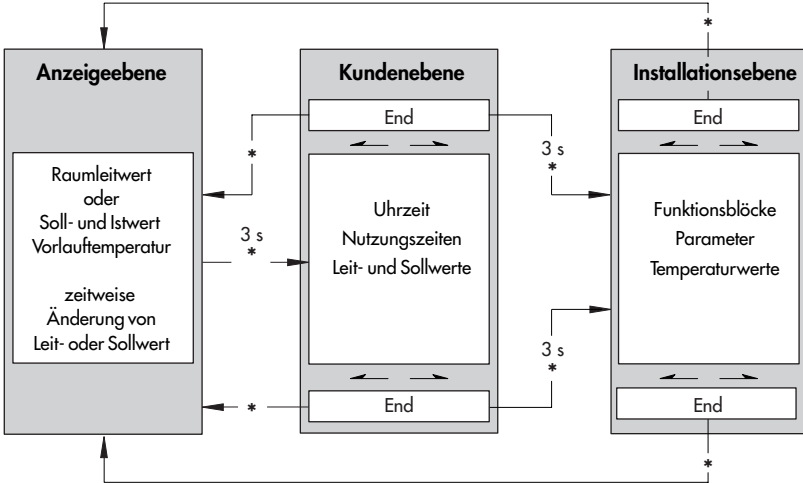 *
Anzeigeebene
Raumleitwert
oder
Soll- und Istwert
Vorlauftemperatur
zeitweise
Änderung von
Leit- oder Sollwert
*
3 s
*
*
Kundenebene
End
Uhrzeit
Nutzungszeiten
Leit- und Sollwerte
End
3 s
*
3 s
*
Installationsebene
End
Funktionsblöcke
Parameter
Temperaturwerte
End
*